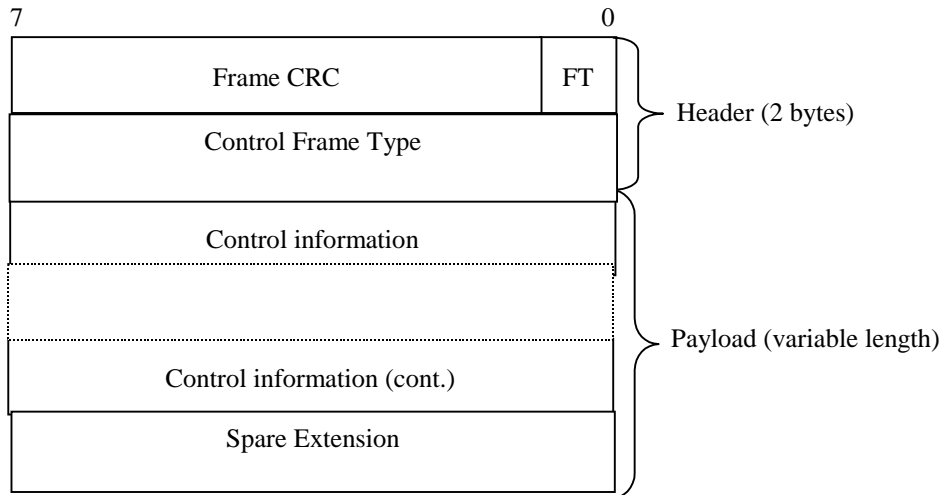 7 0
Frame CRC FT
Header (2 bytes)
Control Frame Type
Control information
Payload (variable length)
Control information (cont.)
Spare Extension